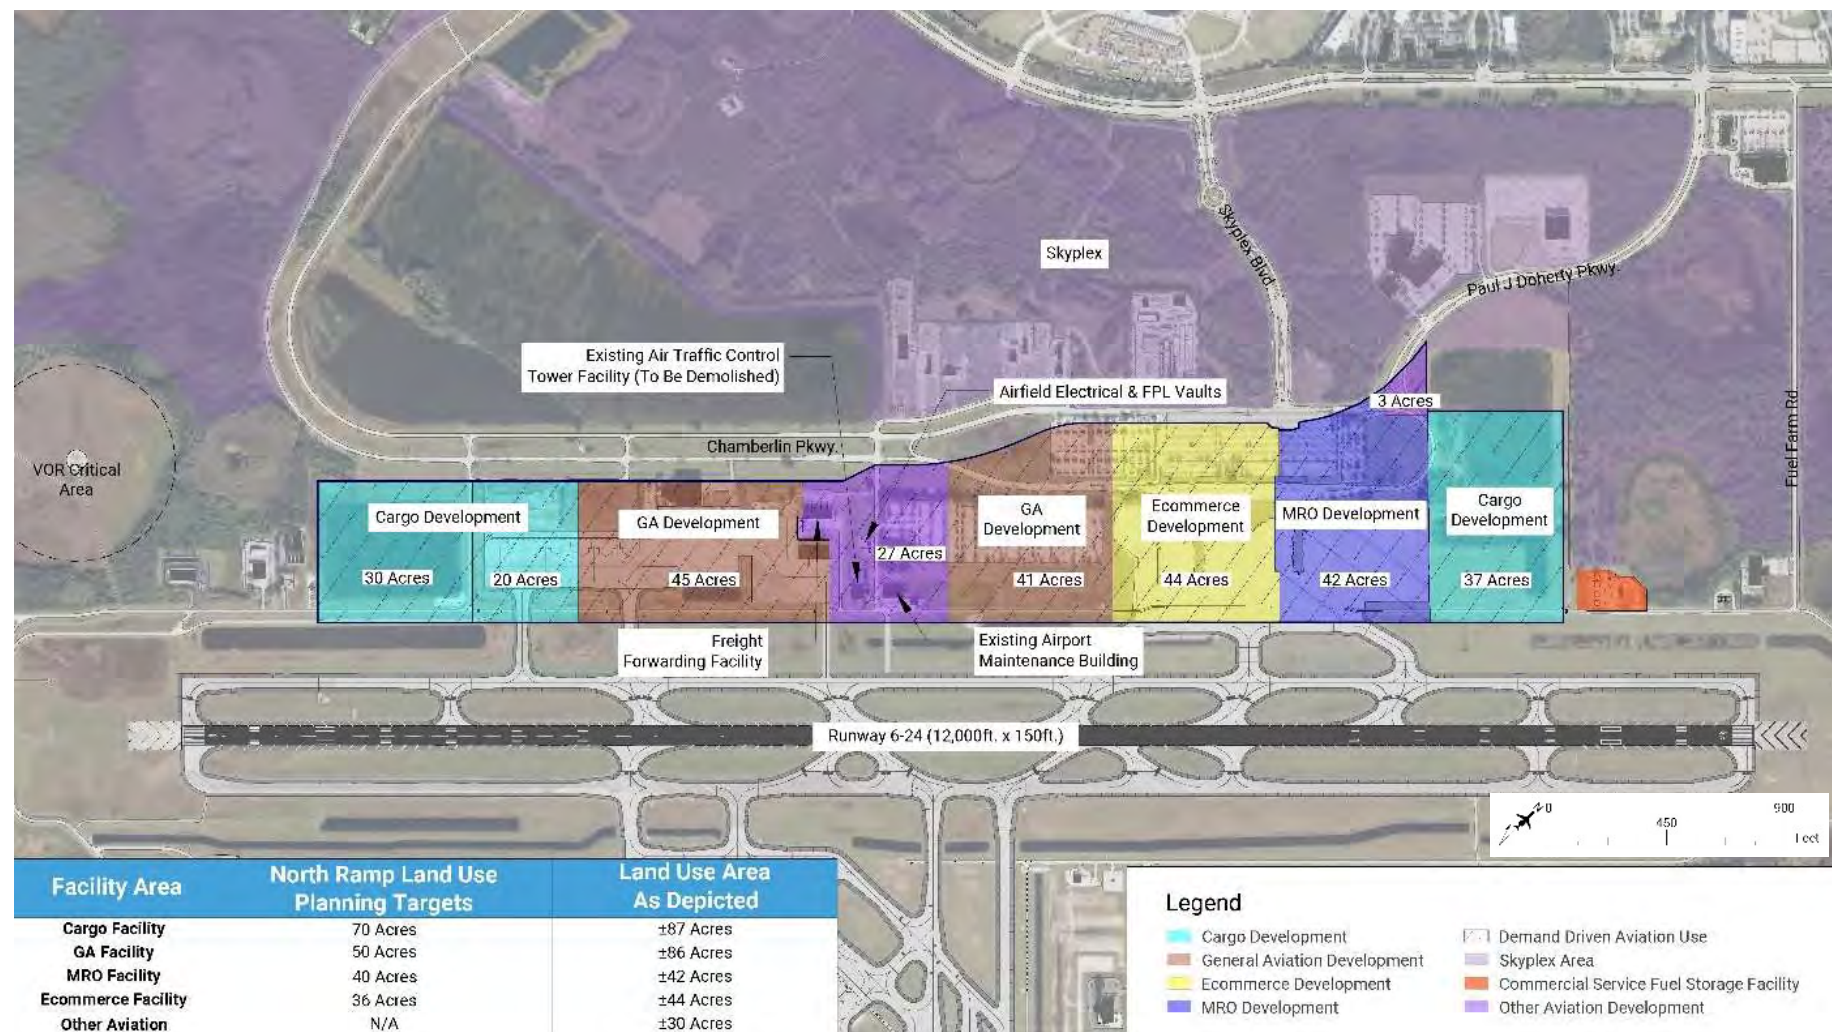 Skyplex
Skyplex Blvd.
Paul J Doherty Pkwy.
Existing Air Traffic Control
Tower Facility (To Be Demolished)
Airfield Electrical & FPL Vaults
3 Acres
Chamberlin Pkwy.
Fuel Farm Rd
VOR Critical
Area
Cargo Development
30 Acres
20 Acres
GA Development
45 Acres
27 Acres
GA
Development
41 Acres
Ecommerce
Development
44 Acres
MRO Development
42 Acres
Cargo
Development
37 Acres
Freight
Forwarding Facility
Existing Airport
Maintenance Building
Runway 6-24 (12,000ft. x 150ft.)
0 450 900
Feet
Facility Area North Ramp Land Use Planning Targets Land Use Area As Depicted
Cargo Facility 70 Acres ±87 Acres
GA Facility 50 Acres ±86 Acres
MRO Facility 40 Acres ±42 Acres
Ecommerce Facility 36 Acres ±44 Acres
Other Aviation N/A ±30 Acres
Legend
Cargo Development
General Aviation Development
Ecommerce Development
MRO Development
Demand Driven Aviation Use
Skyplex Area
Commercial Service Fuel Storage Facility
Other Aviation Development